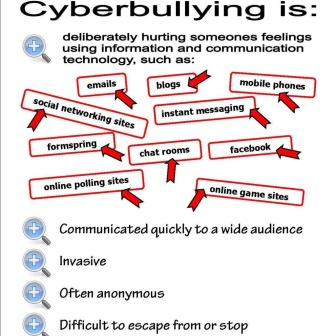 Cyberbullying is:
deliberately hurting someones feelings
using information and communication
technology, such as:
emails
blogs
mobile phones
social networking sites
instant messaging
formspring
chat rooms
facebook
online polling sites
online game sites
Communicated quickly to a wide audience
Invasive
Often anonymous
Difficult to escape from or stop